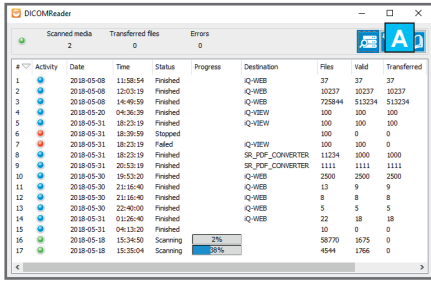 DICOMReader
Scanned media Transferred files Errors
2 0 0
A
# Activity Date Time Status Progress Destination Files Valid Transferred
1 2018-05-08 11:58:54 Finished iQ-WEB 37 37 37
2 2018-05-08 12:03:19 Finished iQ-WEB 10237 10237 10237
3 2018-05-08 14:49:59 Finished iQ-WEB 725844 513234 513234
4 2018-05-20 04:36:39 Finished iQ-VIEW 100 100 100
5 2018-05-31 18:23:19 Finished iQ-VIEW 100 100 100
6 2018-05-31 18:39:59 Stopped 100 0 0
7 2018-05-31 18:23:19 Failed iQ-VIEW 100 100 0
8 2018-05-31 18:23:19 Finished SR_PDF_CONVERTER 11234 1000 1000
9 2018-05-31 20:53:19 Finished SR_PDF_CONVERTER 1111 1111 1111
10 2018-05-30 19:53:20 Finished iQ-WEB 2500 2500 2500
11 2018-05-30 21:16:40 Finished iQ-WEB 13 9 9
12 2018-05-30 21:16:40 Finished iQ-WEB 8 8 8
13 2018-05-30 22:40:00 Finished iQ-WEB 5 5 5
14 2018-05-31 01:26:40 Finished iQ-WEB 22 18 18
15 2018-05-31 04:13:20 Finished 10 0 0
16 2018-05-18 15:34:50 Scanning 2% 58770 1675 0
17 2018-05-18 15:35:04 Scanning 38% 4544 1766 0